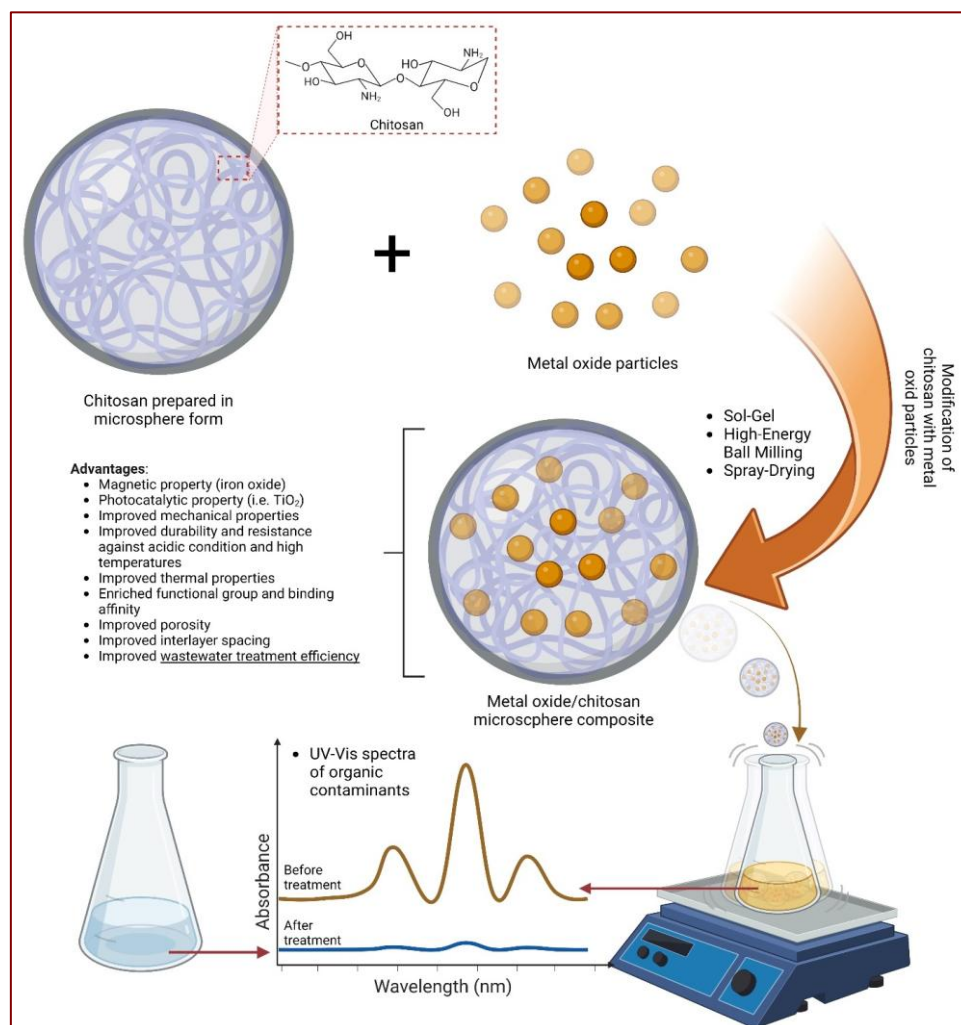 OH
O
O
HO
NH₂
O
HO
NH₂
O
OH
Chitosan
+
Chitosan prepared in
microsphere form
Metal oxide particles
Modification of
chitosan with metal
oxid particles
• Sol-Gel
• High-Energy
Ball Milling
• Spray-Drying
Advantages:
• Magnetic property (iron oxide)
• Photocatalytic property (i.e. TiO₂)
• Improved mechanical properties
• Improved durability and resistance
against acidic condition and high
temperatures
• Improved thermal properties
• Enriched functional group and binding
affinity
• Improved porosity
• Improved interlayer spacing
• Improved wastewater treatment efficiency
Metal oxide/chitosan
microscphere composite
• UV-Vis spectra
of organic
contaminants
Absorbance
Before
treatment
After
treatment
Wavelength (nm)